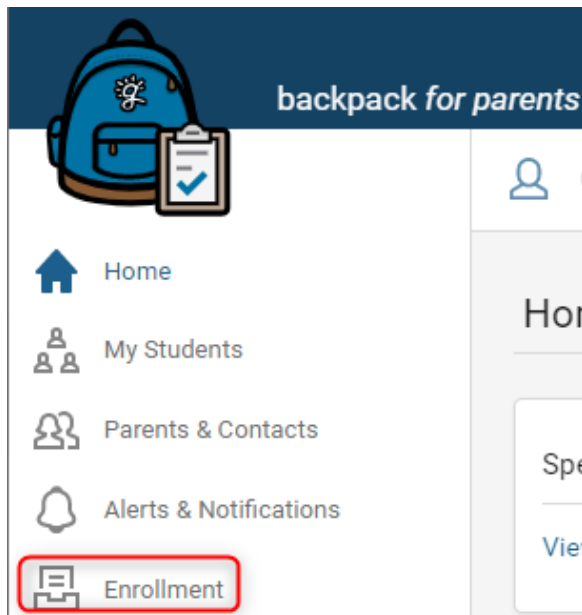 backpack for parents
Home
My Students
Parents & Contacts
Alerts & Notifications
Enrollment